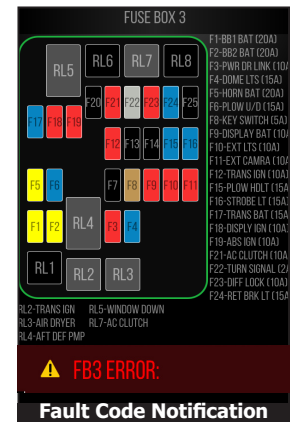 FUSE BOX 3
RL5 RL6 RL7 RL8
F20 F21 F22 F23 F24 F25
F17 F18 F19
F12 F13 F14 F15 F16
F5 F6 F7 F8 F9 F10 F11
F1 F2 RL4 F3 F4
RL1 RL2 RL3
F1-BB1 BAT (20A)
F2-BB2 BAT (20A)
F3-PWR DR LINK (10A
F4-DOME LTS (15A)
F5-HORN BAT (20A)
F6-PLOW U/D (15A)
F8-KEY SWITCH (5A)
F9-DISPLAY BAT (10A
F10-EXT LTS (10A)
F11-EXT CAMRA (10A
F12-TRANS IGN (10A)
F15-PLOW HDLT (15A
F16-STROBE LT (15A)
F17-TRANS BAT (15A
F18-DISPLY IGN (10A)
F19-ABS IGN (10A)
F21-AC CLUTCH (10A
F22-TURN SIGNAL (2
F23-DIFF LOCK (10A)
F24-RET BRK LT (15A
RL2-TRANS IGN RL5-WINDOW DOWN
RL3-AIR DRYER RL7-AC CLUTCH
RL4-AFT DEF PMP
FB3 ERROR:
Fault Code Notification